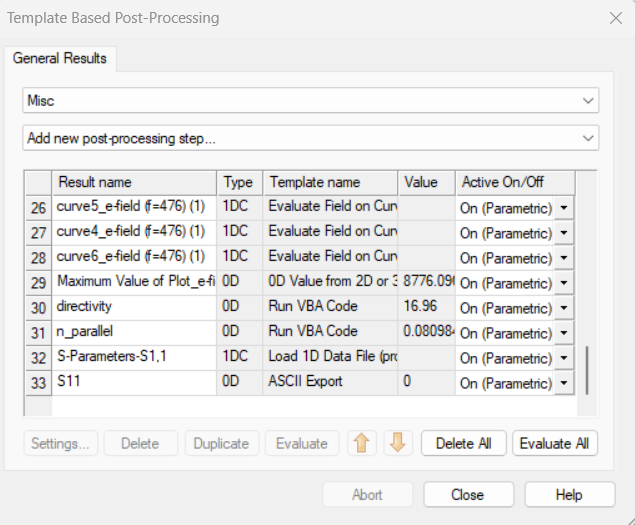 Template Based Post-Processing
General Results
Misc
Add new post-processing step...
Result name Type Template name Value Active On/Off
26 curve5_e-field (f=476) (1) 1DC Evaluate Field on Curv On (Parametric)
27 curve4_e-field (f=476) (1) 1DC Evaluate Field on Curv On (Parametric)
28 curve6_e-field (f=476) (1) 1DC Evaluate Field on Curv On (Parametric)
29 Maximum Value of Plot_e-fi 0D 0D Value from 2D or 3 8776.090 On (Parametric)
30 directivity 0D Run VBA Code 16.96 On (Parametric)
31 n_parallel 0D Run VBA Code 0.080984 On (Parametric)
32 S-Parameters-S1,1 1DC Load 1D Data File (pro On (Parametric)
33 S11 0D ASCII Export 0 On (Parametric)
Settings... Delete Duplicate Evaluate Delete All Evaluate All
Abort Close Help